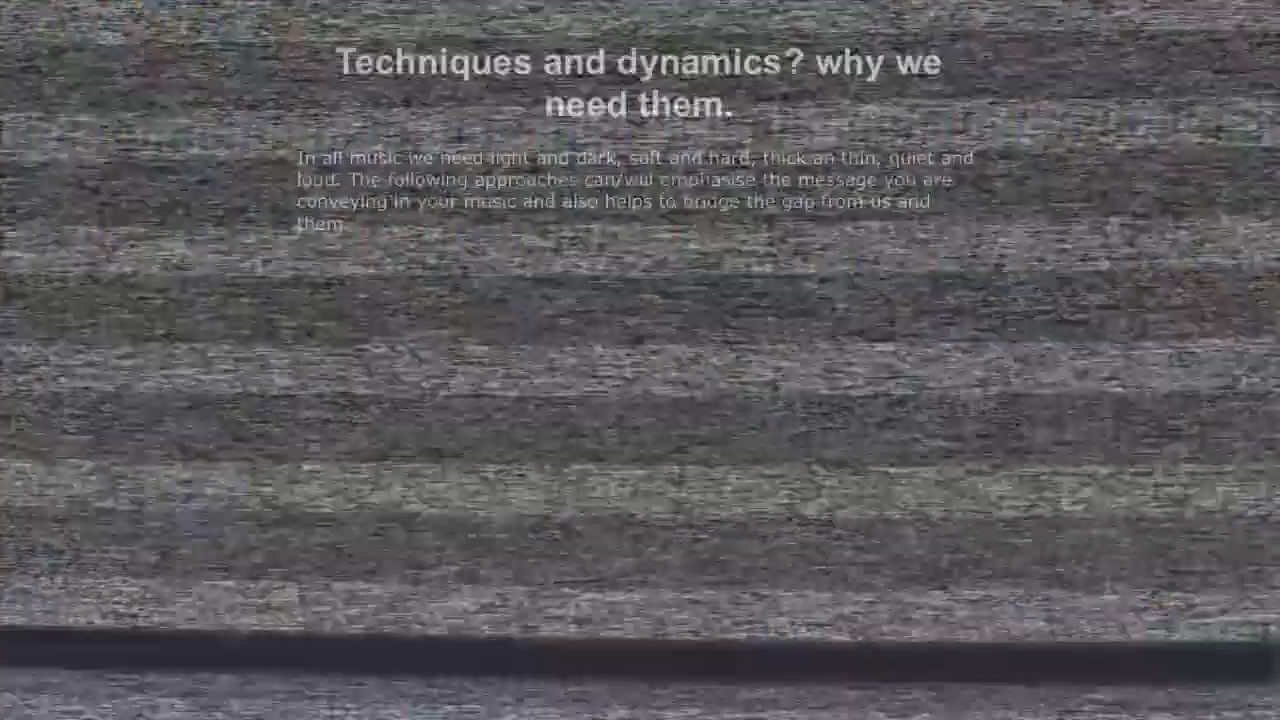 Techniques and dynamics? why we
need them.
In all music we need light and dark, soft and hard, thick an thin, quiet and
loud. The following approaches can/will emphasise the message you are
conveying in your music and also helps to bridge the gap from us and
them